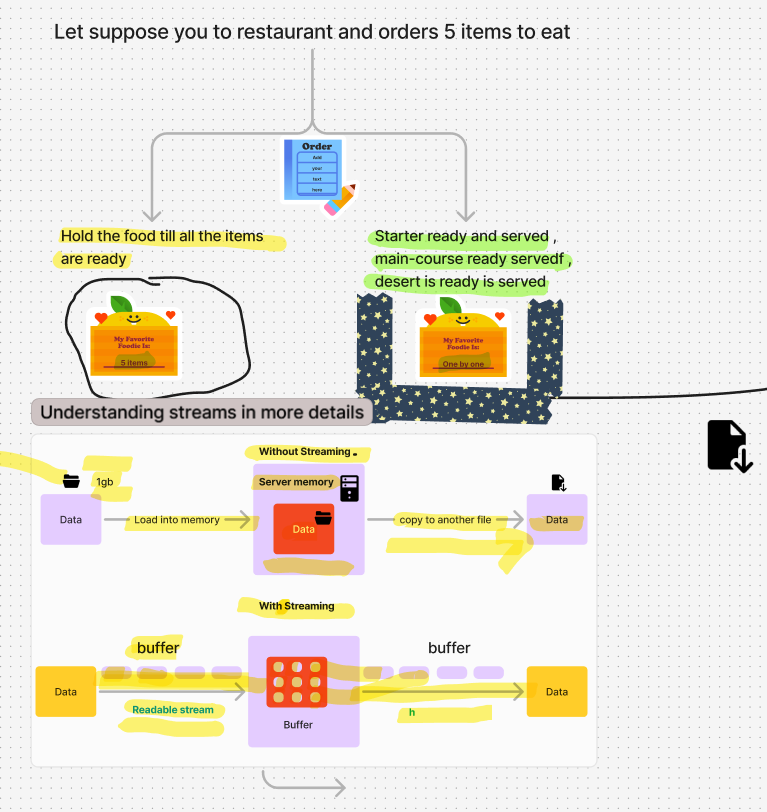 Let suppose you to restaurant and orders 5 items to eat
Order
Add
your
text
here
Hold the food till all the items
are ready
Starter ready and served ,
main-course ready servedf ,
desert is ready is served
My Favorite
Foodie Is:
5 items
My Favorite
Foodie Is:
One by one
Understanding streams in more details
Without Streaming
1gb
Server memory
Data
Load into memory
Data
copy to another file
Data
With Streaming
buffer
buffer
Data
Readable stream
Buffer
h
Data